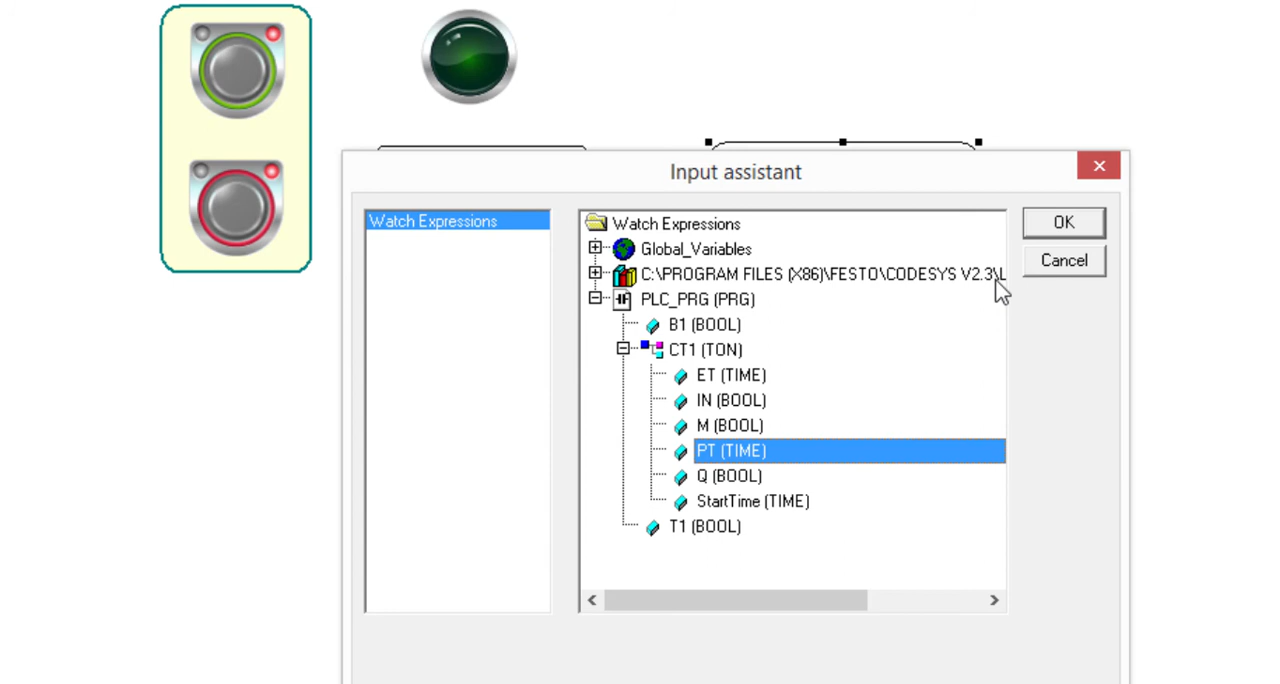 Input assistant
Watch Expressions
Watch Expressions
Global_Variables
C:\PROGRAM FILES (X86)\FESTO\CODESYS V2.3\L
PLC_PRG (PRG)
B1 (BOOL)
CT1 (TON)
ET (TIME)
IN (BOOL)
M (BOOL)
PT (TIME)
Q (BOOL)
StartTime (TIME)
T1 (BOOL)
OK
Cancel